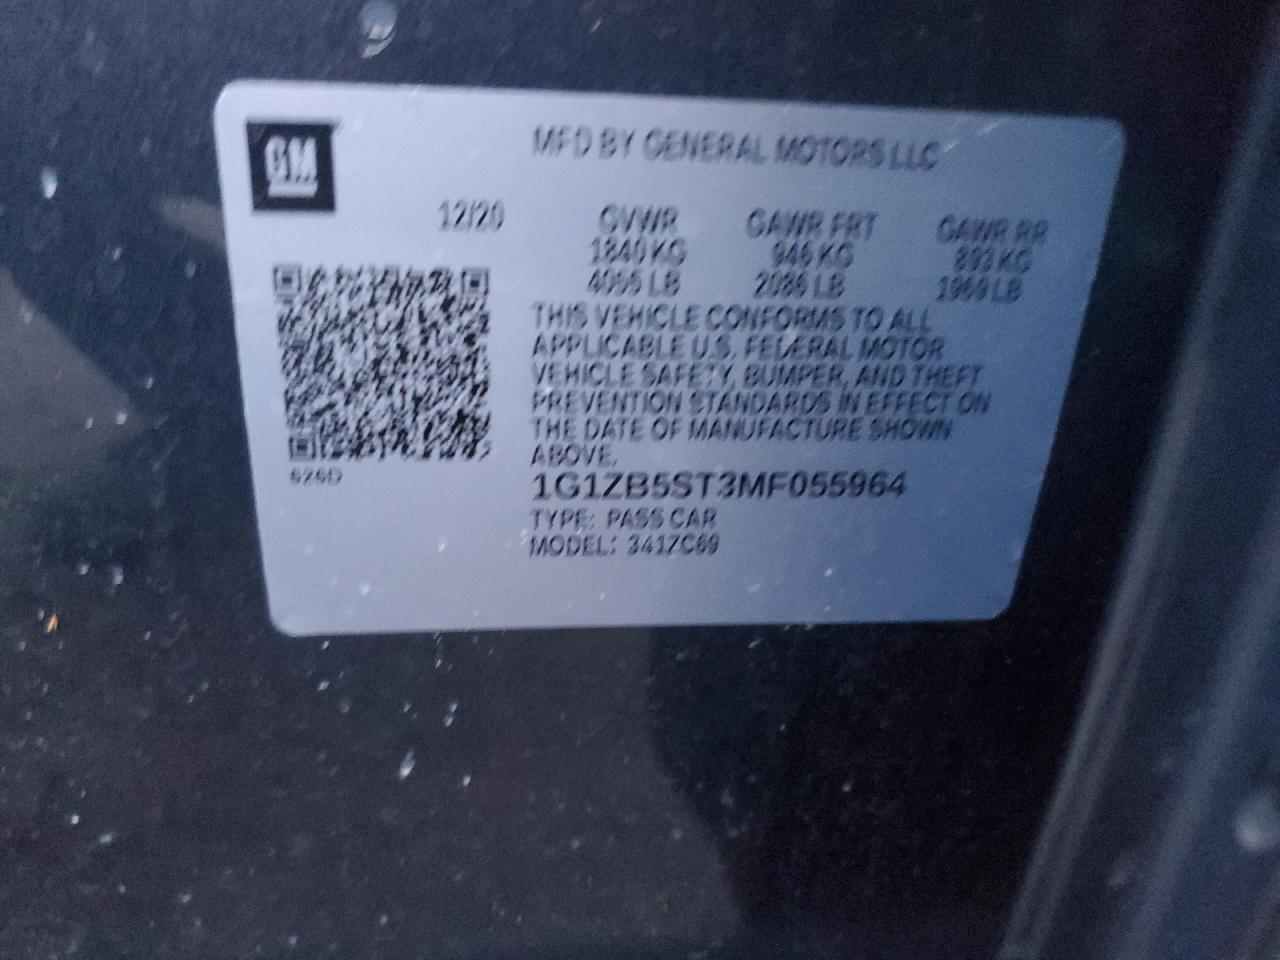 GM
MFD BY GENERAL MOTORS LLC
12/20 GVWR GAWR FRT GAWR RR
1840 KG 946 KG 893 KG
4056 LB 2086 LB 1969 LB
THIS VEHICLE CONFORMS TO ALL
APPLICABLE U.S. FEDERAL MOTOR
VEHICLE SAFETY, BUMPER, AND THEFT
PREVENTION STANDARDS IN EFFECT ON
THE DATE OF MANUFACTURE SHOWN
ABOVE.
626D
1G1ZB5ST3MF055964
TYPE: PASS CAR
MODEL: 341ZC69